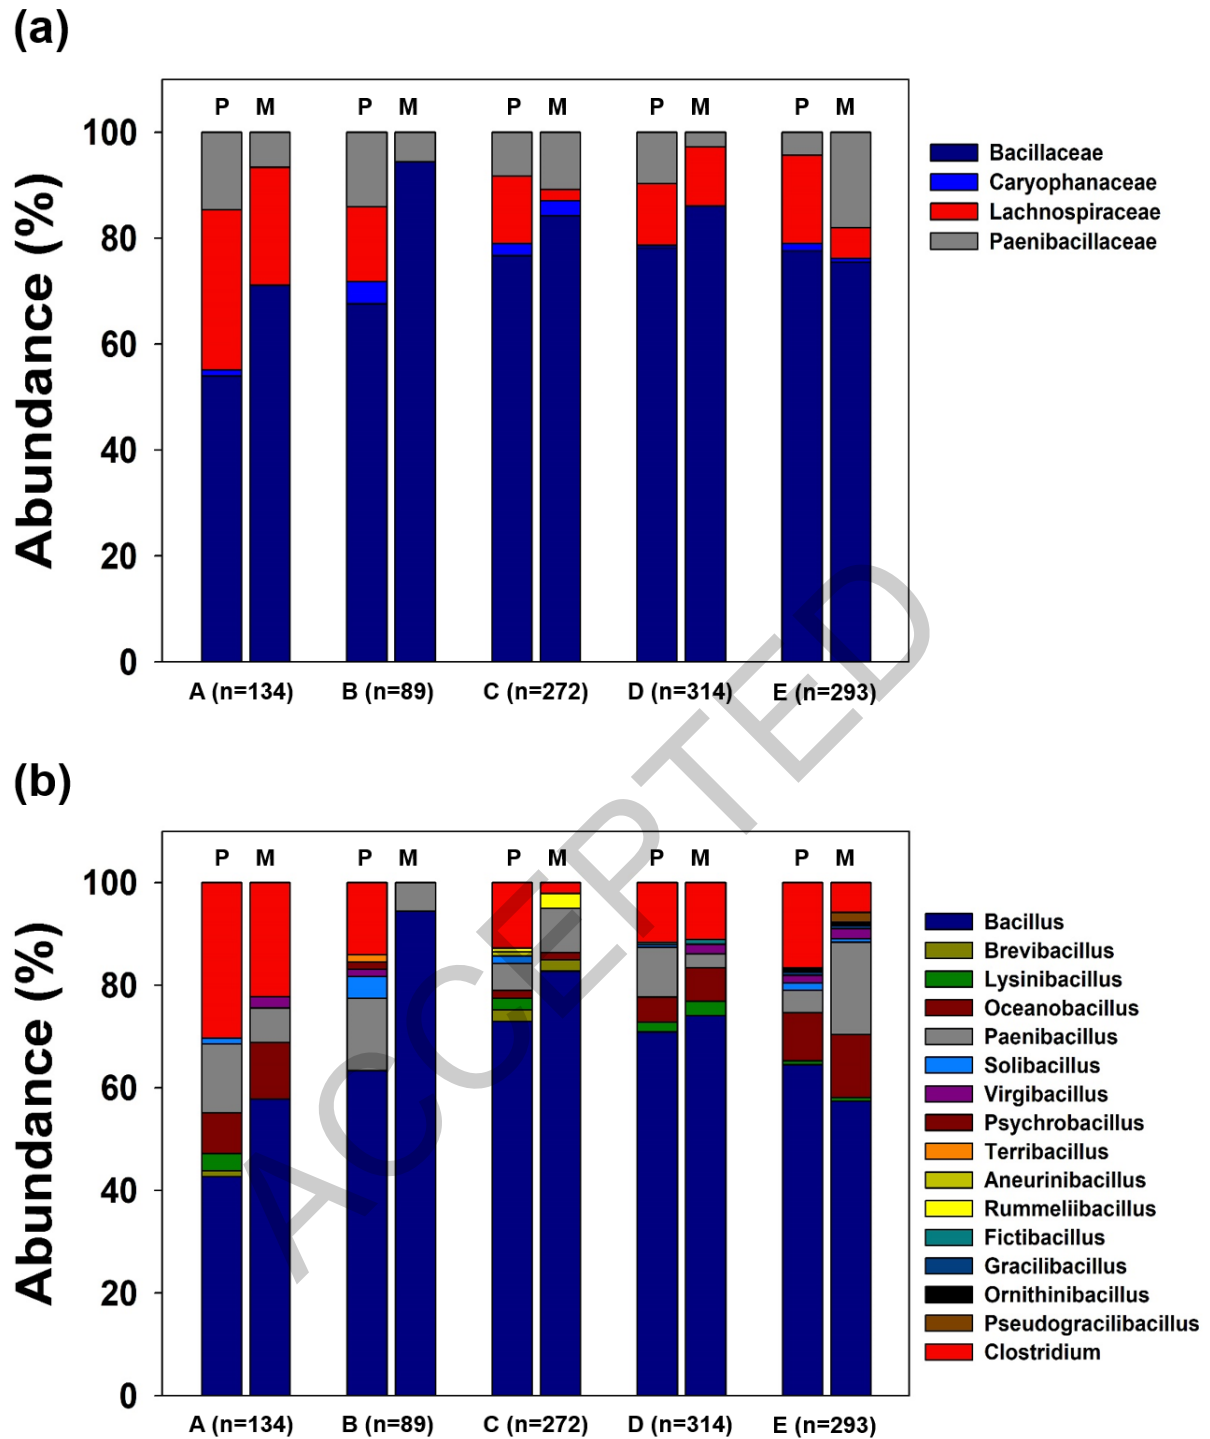 (a)
P M P M P M P M P M
Abundance (%)
100
80
60
40
20
0
A (n=134) B (n=89) C (n=272) D (n=314) E (n=293)
Bacillaceae
Caryophanaceae
Lachnospiraceae
Paenibacillaceae
ACCEPTED
(b)
P M P M P M P M P M
Abundance (%)
100
80
60
40
20
0
A (n=134) B (n=89) C (n=272) D (n=314) E (n=293)
Bacillus
Brevibacillus
Lysinibacillus
Oceanobacillus
Paenibacillus
Solibacillus
Virgibacillus
Psychrobacillus
Terribacillus
Aneurinibacillus
Rummeliibacillus
Fictibacillus
Gracilibacillus
Ornithinibacillus
Pseudogracilibacillus
Clostridium